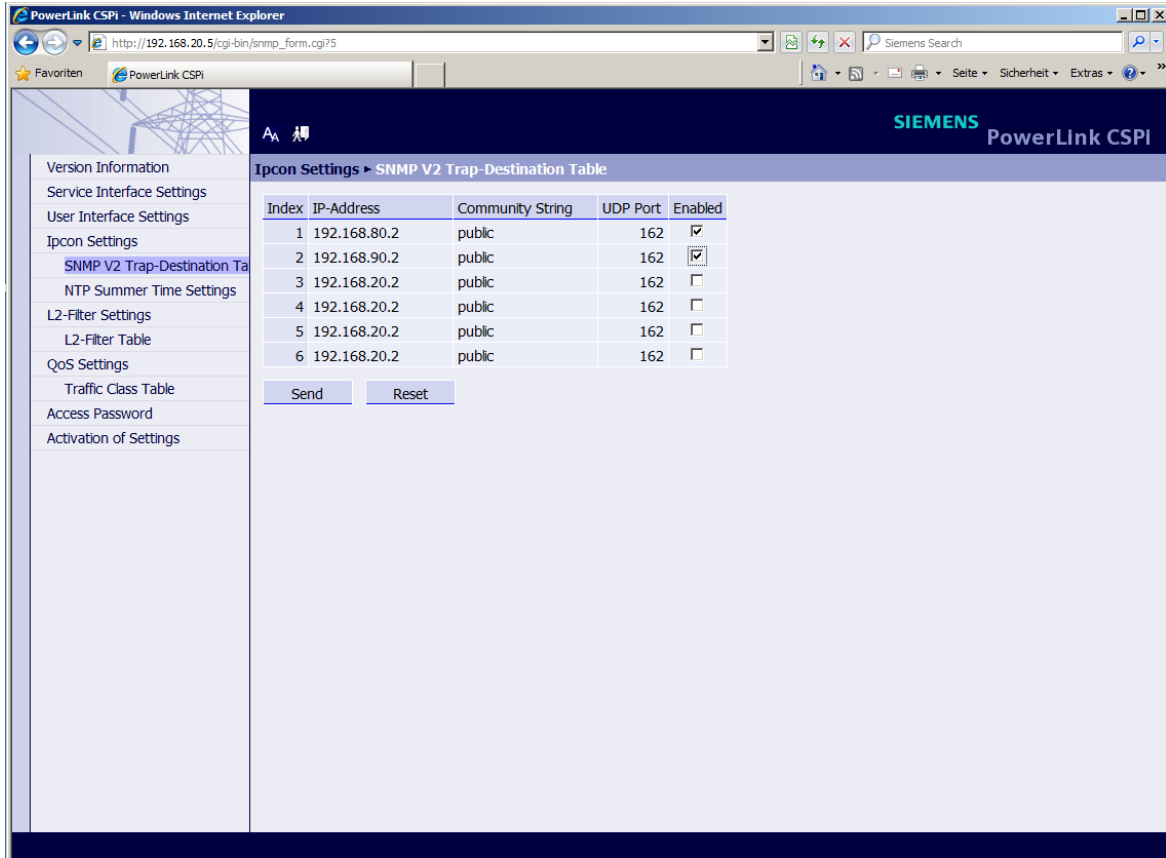 PowerLink CSPi - Windows Internet Explorer
http://192.168.20.5/cgi-bin/snmp_form.cgi?5
Siemens Search
Favoriten
PowerLink CSPi
Seite
Sicherheit
Extras
SIEMENS
PowerLink CSPi
Version Information
Service Interface Settings
User Interface Settings
Ipcon Settings
SNMP V2 Trap-Destination Ta
NTP Summer Time Settings
L2-Filter Settings
L2-Filter Table
QoS Settings
Traffic Class Table
Access Password
Activation of Settings
Ipcon Settings ► SNMP V2 Trap-Destination Table
Index IP-Address Community String UDP Port Enabled
1 192.168.80.2 public 162
2 192.168.90.2 public 162
3 192.168.20.2 public 162
4 192.168.20.2 public 162
5 192.168.20.2 public 162
6 192.168.20.2 public 162
Send Reset